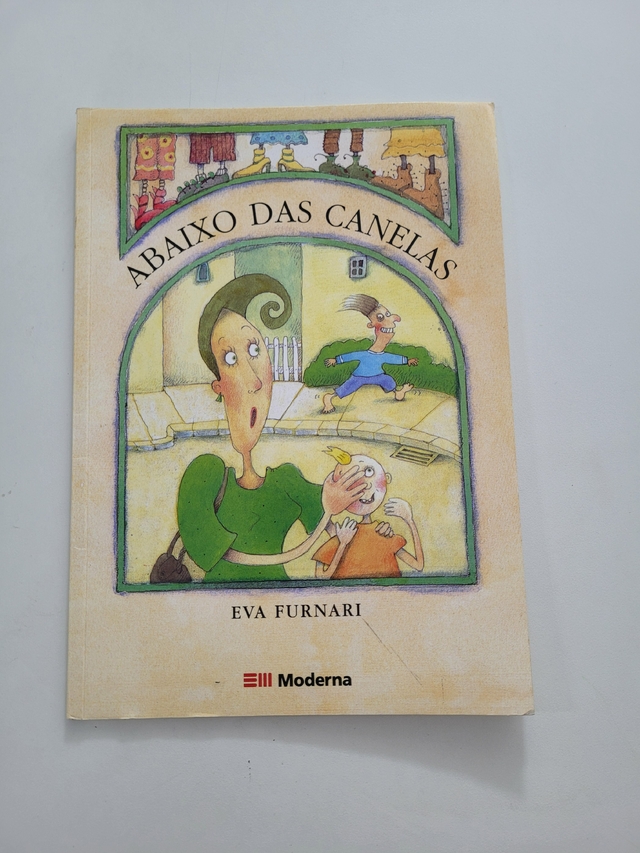 ABAIXO DAS CANELAS
EVA FURNARI
Moderna